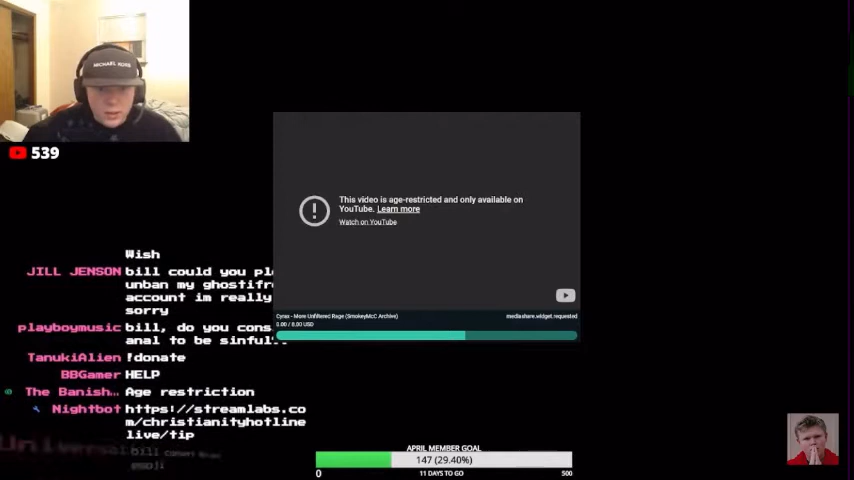 MICHAEL KORS
539
This video is age-restricted and only available on
YouTube. Learn more
Watch on YouTube
Cyrax - More Unfiltered Rage (SmokeyMcC Archive)
mediashare.widget.requested
0.00 / 8.00 USD
Wish
JILL JENSON bill could you pl
unban my ghostifr
account im really
sorry
playboymusic bill, do you cons
anal to be sinful?
TanukiAlien !donate
BBGamer HELP
The Banish… Age restriction
Nightbot https://streamlabs.co
m/christianityhotline
live/tip
APRIL MEMBER GOAL
147 (29.40%)
0
11 DAYS TO GO
500